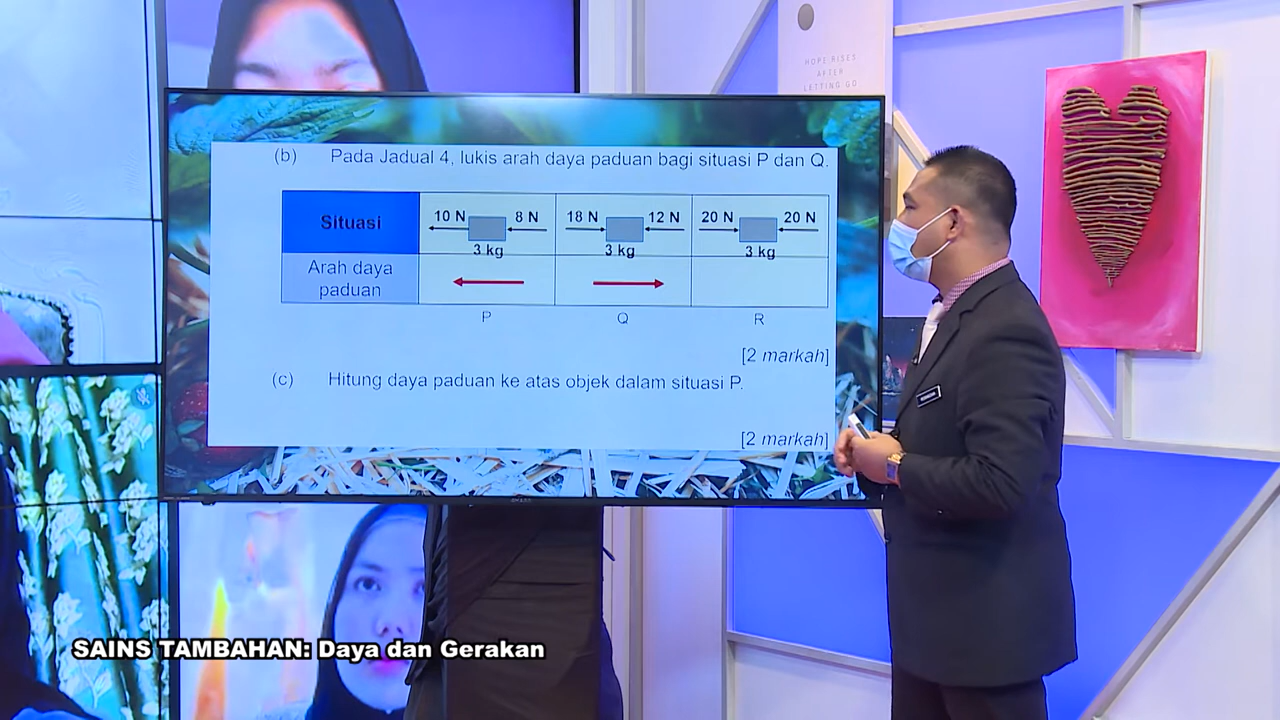 HOPE RISES
AFTER
LETTING GO
(b) Pada Jadual 4, lukis arah daya paduan bagi situasi P dan Q.
Situasi
10 N 8 N 18 N 12 N 20 N 20 N
3 kg 3 kg 3 kg
Arah daya
paduan
P Q R
[2 markah]
(c) Hitung daya paduan ke atas objek dalam situasi P.
[2 markah]
SAINS TAMBAHAN: Daya dan Gerakan